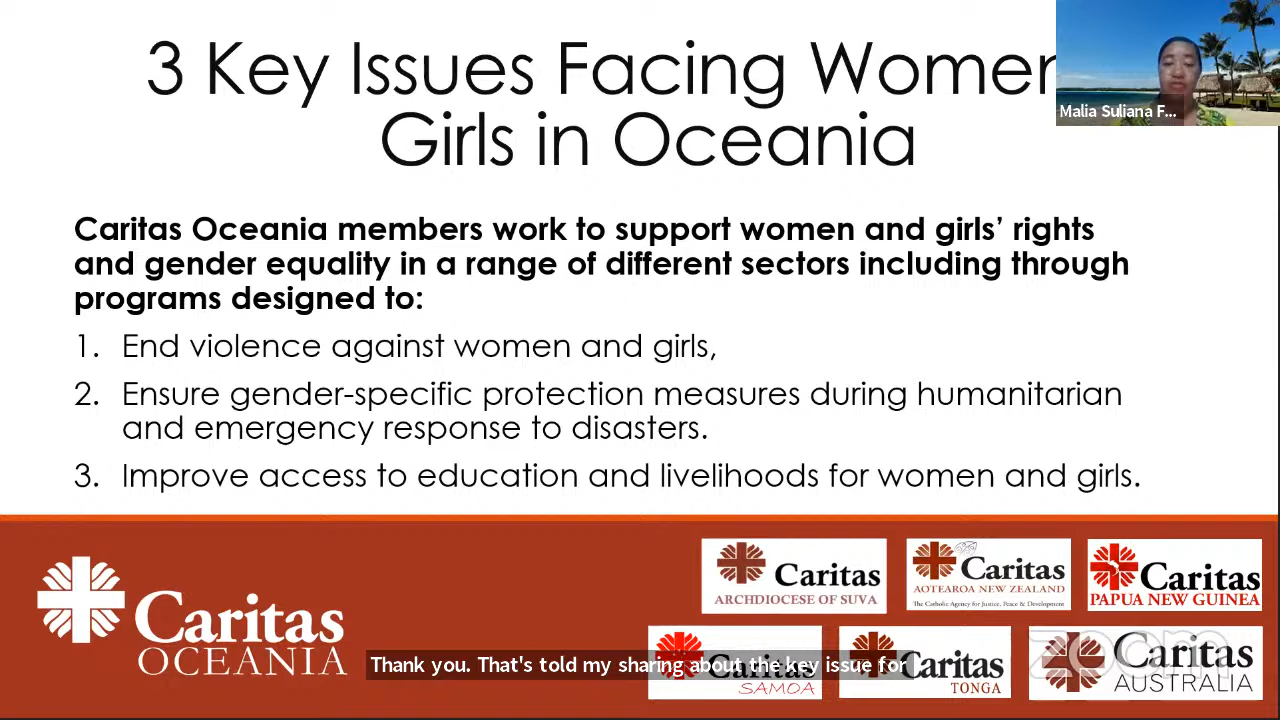 3 Key Issues Facing Women
Girls in Oceania
Malia Suliana F...
Caritas Oceania members work to support women and girls’ rights
and gender equality in a range of different sectors including through
programs designed to:
1. End violence against women and girls,
2. Ensure gender-specific protection measures during humanitarian
and emergency response to disasters.
3. Improve access to education and livelihoods for women and girls.
Caritas
OCEANIA
Caritas
ARCHDIOCESE OF SUVA
Caritas
AOTEAROA NEW ZEALAND
The Catholic Agency for Justice, Peace & Development
Caritas
PAPUA NEW GUINEA
Caritas
SAMOA
Caritas
TONGA
Caritas
AUSTRALIA
zoom
Thank you. That's told my sharing about the key issue for